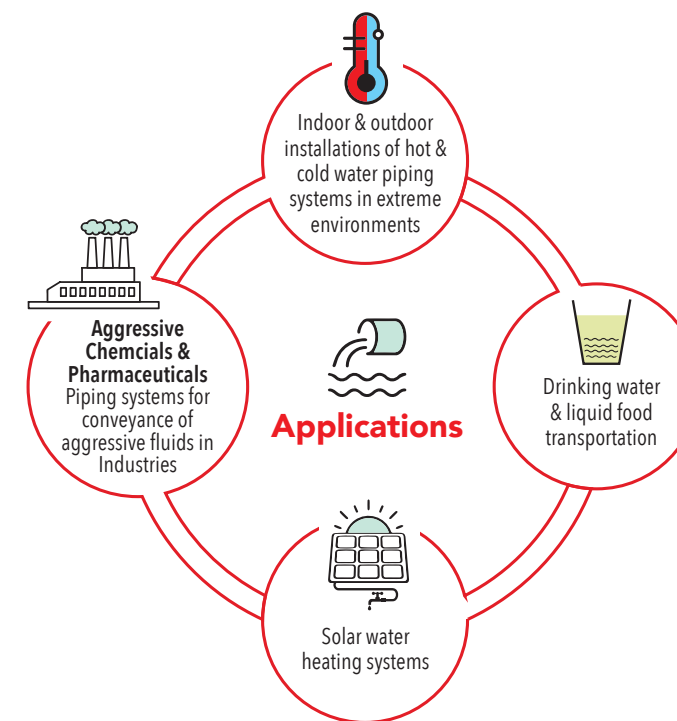 Indoor & outdoor
installations of hot &
cold water piping
systems in extreme
environments
Aggressive
Chemcials &
Pharmaceuticals
Piping systems for
conveyance of
aggressive fluids in
Industries
Applications
Drinking water
& liquid food
transportation
Solar water
heating systems